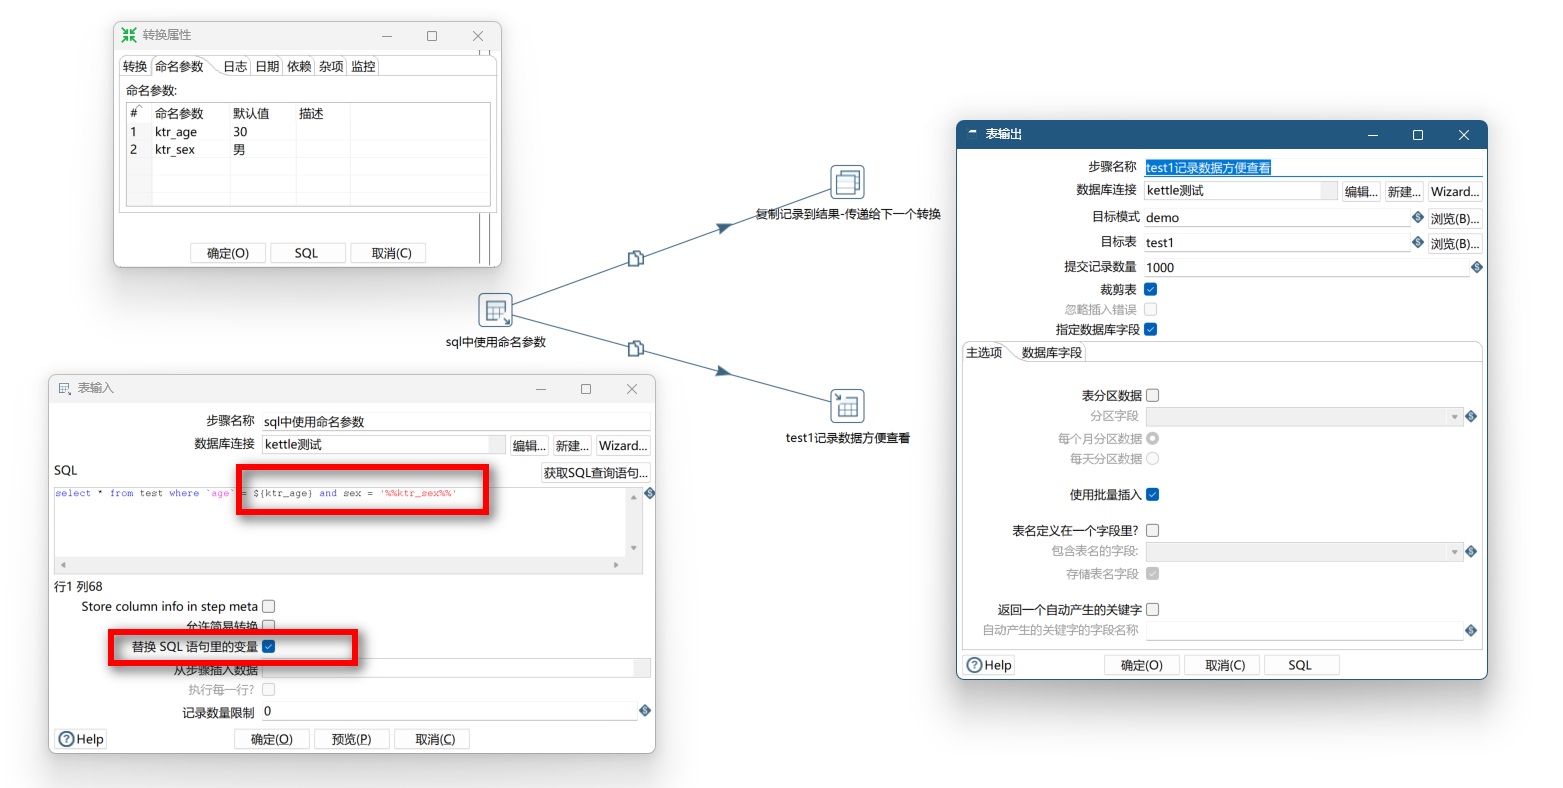 转换属性
转换 命名参数 日志 日期 依赖 杂项 监控
命名参数:
# 命名参数 默认值 描述
1 ktr_age 30
2 ktr_sex 男
确定(O) SQL 取消(C)
复制记录到结果-传递给下一个转换
sql中使用命名参数
test1记录数据方便查看
表输入
步骤名称 sql中使用命名参数
数据库连接 kettle测试 编辑... 新建... Wizard...
SQL 获取SQL查询语句...
select * from test where `age` = ${ktr_age} and sex = '%%ktr_sex%%'
行1 列68
Store column info in step meta
允许简易转换
替换 SQL 语句里的变量
从步骤插入数据
执行每一行?
记录数量限制 0
Help 确定(O) 预览(P) 取消(C)
表输出
步骤名称 test1记录数据方便查看
数据库连接 kettle测试 编辑... 新建... Wizard...
目标模式 demo 浏览(B)...
目标表 test1 浏览(B)...
提交记录数量 1000
裁剪表
忽略插入错误
指定数据库字段
主选项 数据库字段
表分区数据
分区字段
每个月分区数据
每天分区数据
使用批量插入
表名定义在一个字段里?
包含表名的字段:
存储表名字段
返回一个自动产生的关键字
自动产生的关键字的字段名称
Help 确定(O) 取消(C) SQL